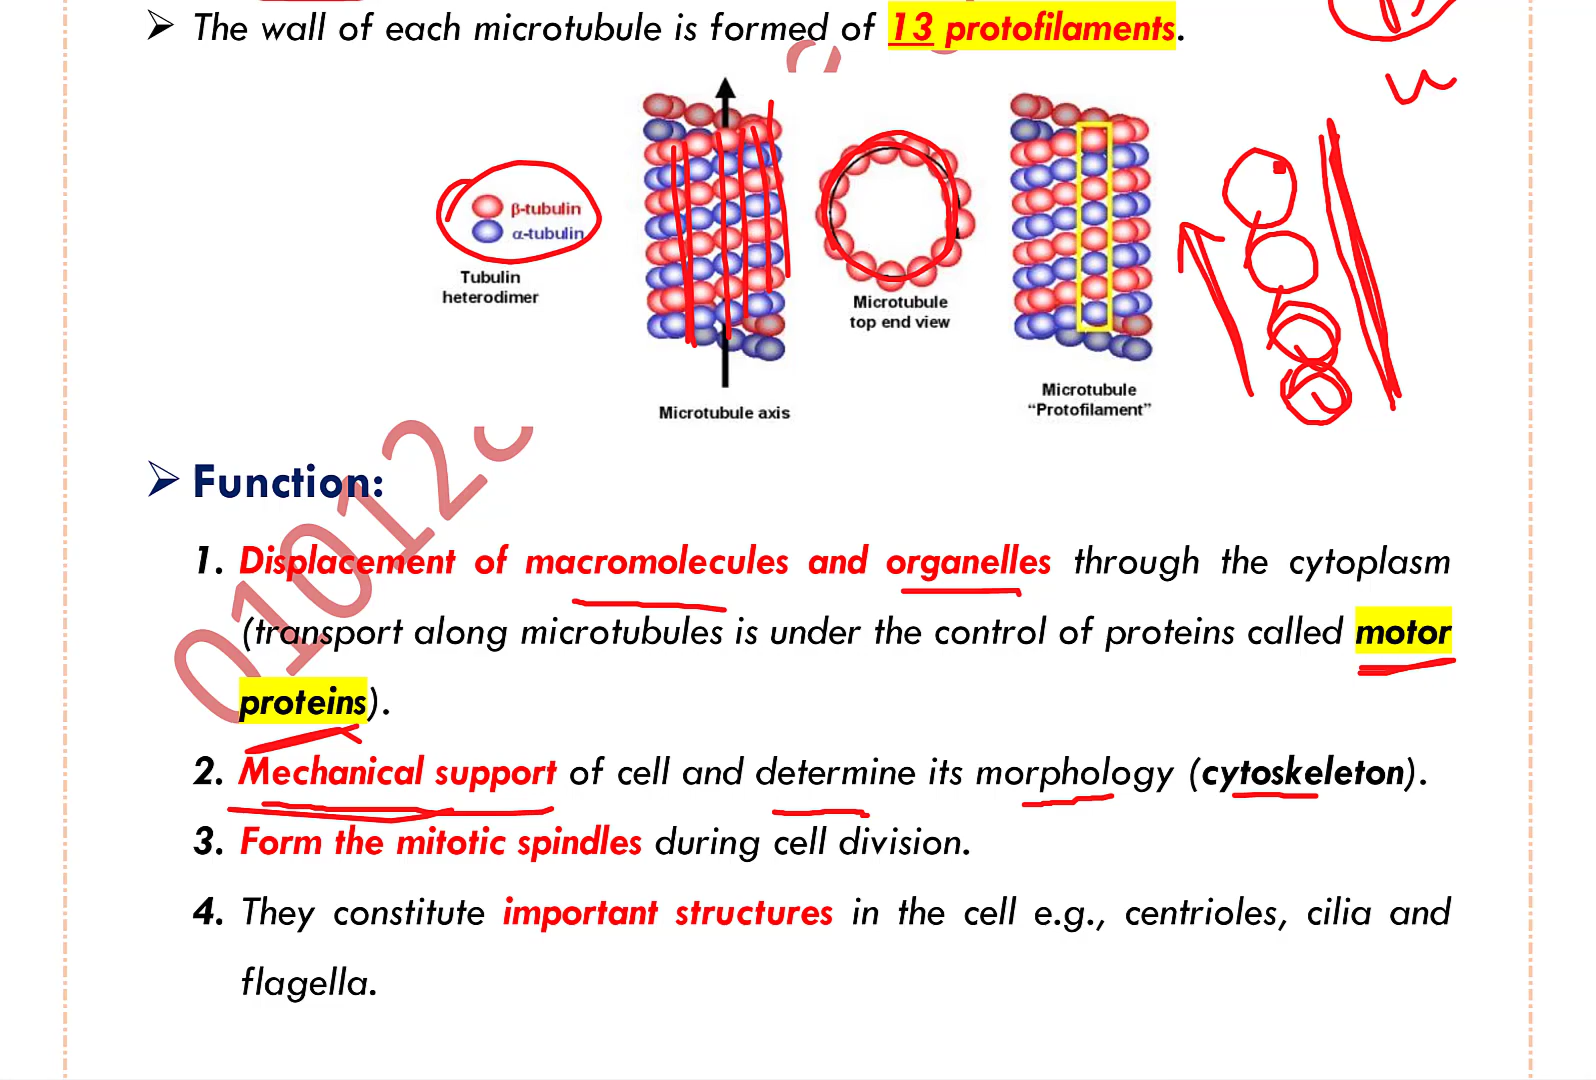 ➢ The wall of each microtubule is formed of 13 protofilaments.
β-tubulin
α-tubulin
Tubulin
heterodimer
Microtubule axis
Microtubule
top end view
Microtubule
“Protofilament”
➢ Function:
1. Displacement of macromolecules and organelles through the cytoplasm
(transport along microtubules is under the control of proteins called motor
proteins).
2. Mechanical support of cell and determine its morphology (cytoskeleton).
3. Form the mitotic spindles during cell division.
4. They constitute important structures in the cell e.g., centrioles, cilia and
flagella.
01012